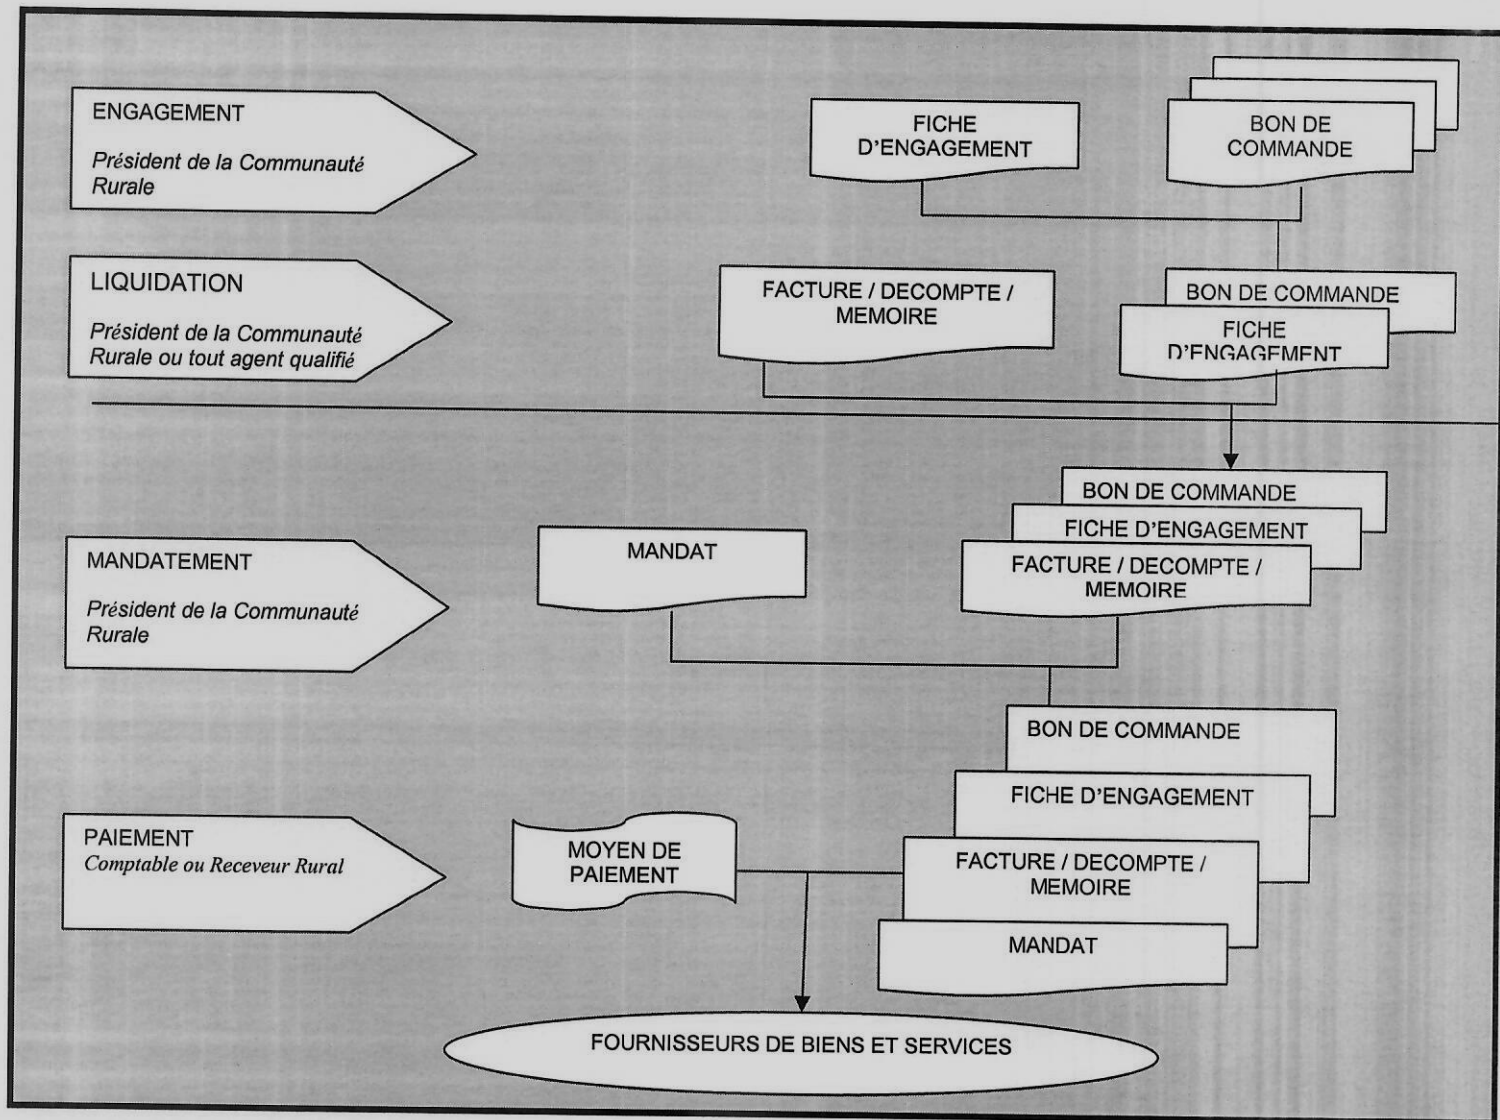 ENGAGEMENT
Président de la Communauté
Rurale
FICHE
D'ENGAGEMENT
BON DE
COMMANDE
LIQUIDATION
Président de la Communauté
Rurale ou tout agent qualifié
FACTURE / DECOMPTE /
MEMOIRE
BON DE COMMANDE
FICHE
D'ENGAGEMENT
MANDATEMENT
Président de la Communauté
Rurale
MANDAT
BON DE COMMANDE
FICHE D'ENGAGEMENT
FACTURE / DECOMPTE /
MEMOIRE
PAIEMENT
Comptable ou Receveur Rural
MOYEN DE
PAIEMENT
BON DE COMMANDE
FICHE D'ENGAGEMENT
FACTURE / DECOMPTE /
MEMOIRE
MANDAT
FOURNISSEURS DE BIENS ET SERVICES